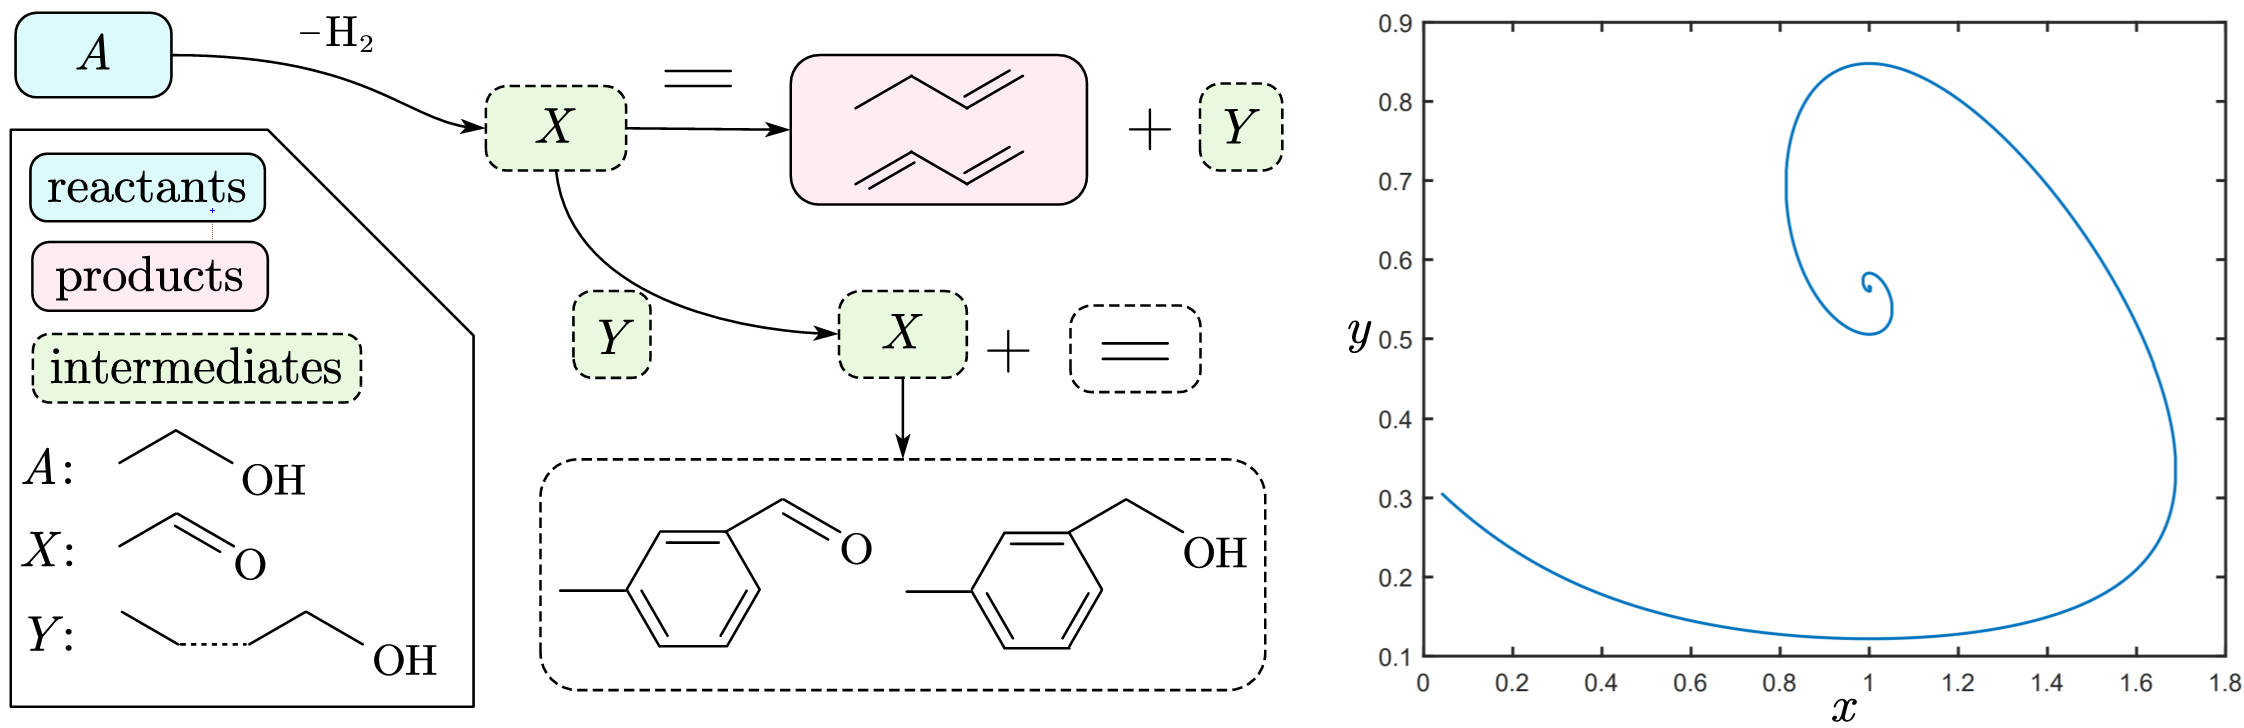 A
−H₂
X
+
Y
reactants
products
intermediates
Y
X
+
A:
OH
X:
O
Y:
OH
O
OH
0.9
0.8
0.7
0.6
0.5
0.4
0.3
0.2
0.1
y
0 0.2 0.4 0.6 0.8 1 1.2 1.4 1.6 1.8
x